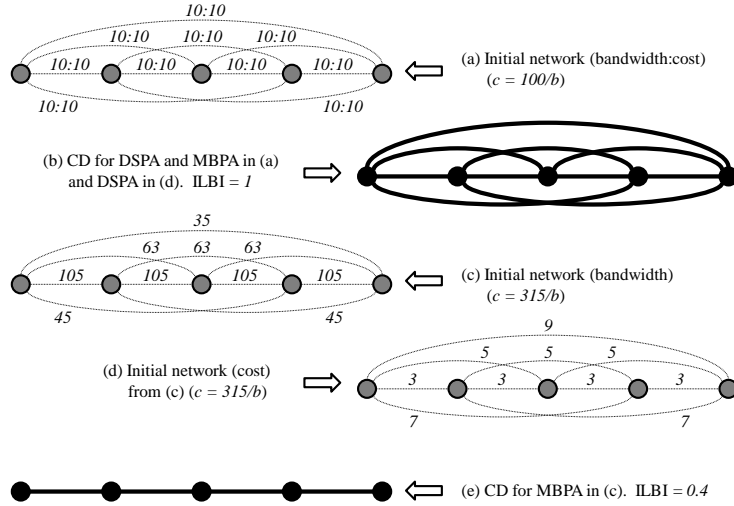 10:10
10:10 10:10 10:10
10:10 10:10 10:10 10:10
10:10 10:10
(a) Initial network (bandwidth:cost)
(c = 100/b)
(b) CD for DSPA and MBPA in (a)
and DSPA in (d). ILBI = 1
35
63 63 63
105 105 105 105
45 45
(c) Initial network (bandwidth)
(c = 315/b)
(d) Initial network (cost)
from (c) (c = 315/b)
9
5 5 5
3 3 3 3
7 7
(e) CD for MBPA in (c). ILBI = 0.4